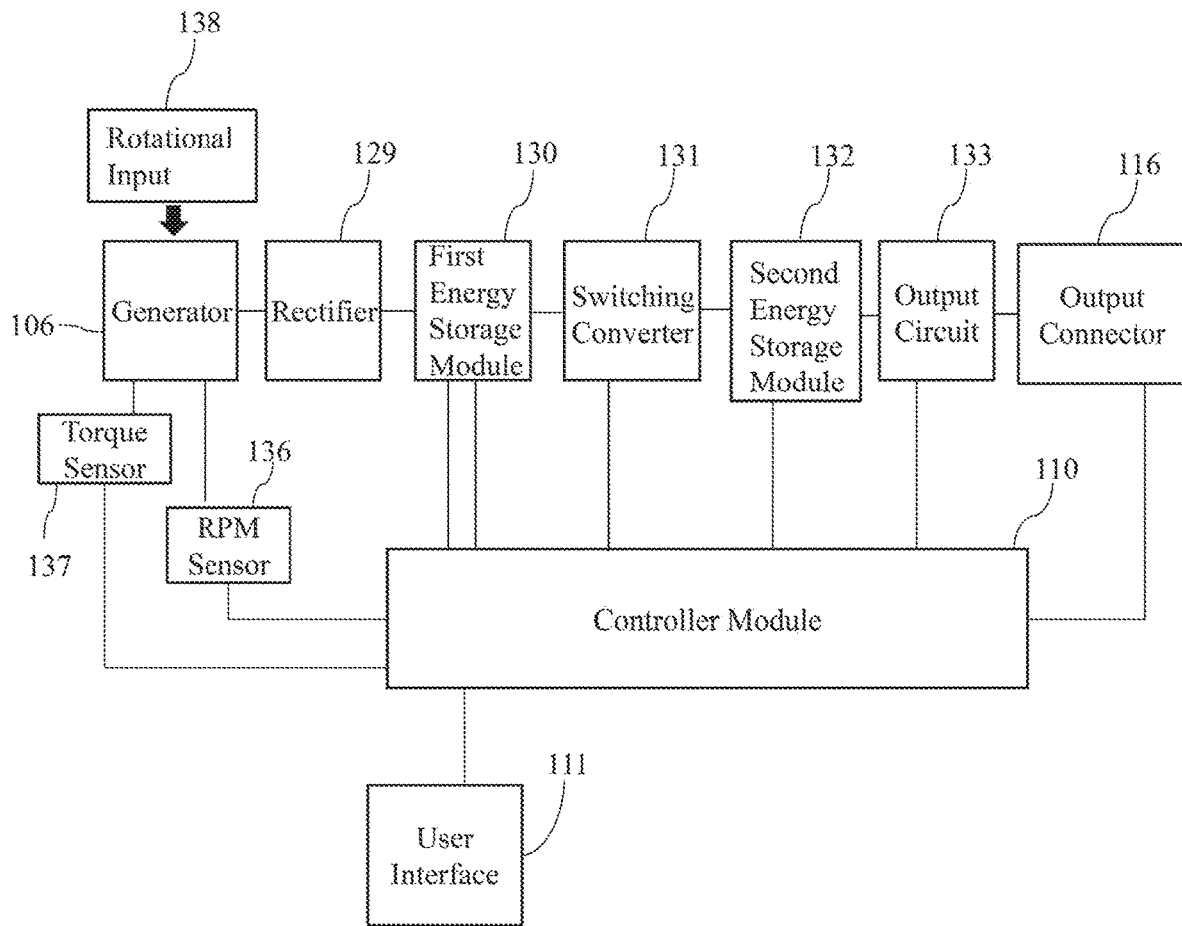 138
Rotational
Input
129
130
131
132
133
116
106
Generator
Rectifier
First
Energy
Storage
Module
Switching
Converter
Second
Energy
Storage
Module
Output
Circuit
Output
Connector
Torque
Sensor
137
136
RPM
Sensor
110
Controller Module
111
User
Interface